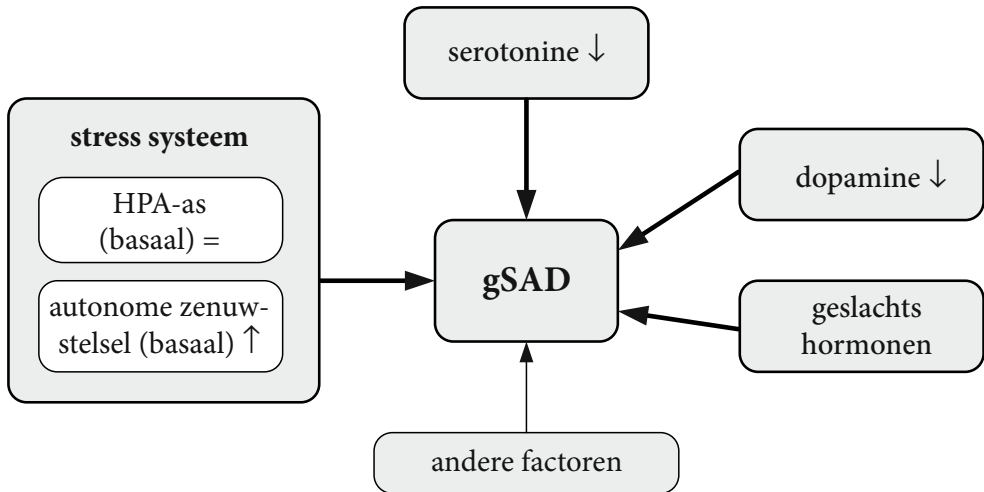 serotonine ↓
stress systeem
HPA-as
(basaal) =
autonome zenuw-
stelsel (basaal) ↑
gSAD
dopamine ↓
geslachts
hormonen
andere factoren